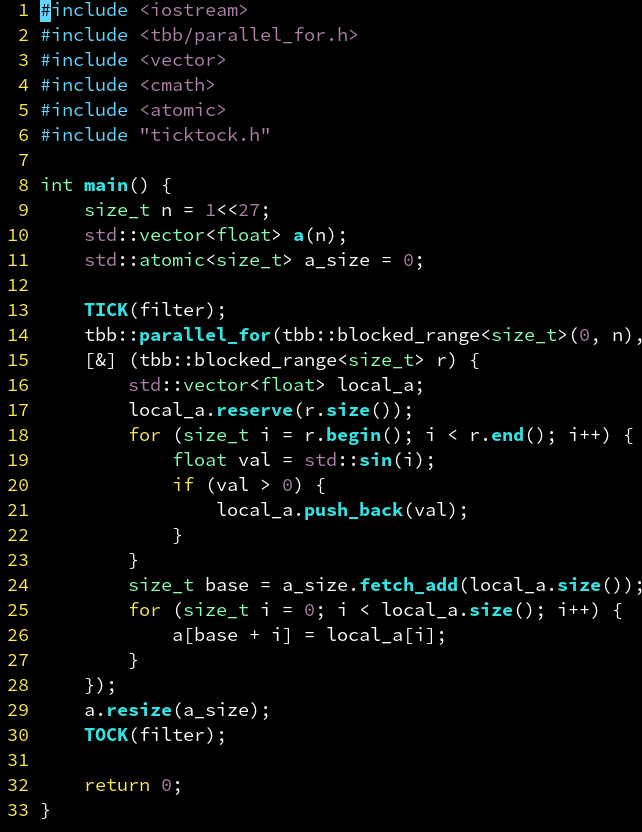 1 #include <iostream>
2 #include <tbb/parallel_for.h>
3 #include <vector>
4 #include <cmath>
5 #include <atomic>
6 #include "ticktock.h"
7
8 int main() {
9     size_t n = 1<<27;
10     std::vector<float> a(n);
11     std::atomic<size_t> a_size = 0;
12
13     TICK(filter);
14     tbb::parallel_for(tbb::blocked_range<size_t>(0, n),
15     [&] (tbb::blocked_range<size_t> r) {
16         std::vector<float> local_a;
17         local_a.reserve(r.size());
18         for (size_t i = r.begin(); i < r.end(); i++) {
19             float val = std::sin(i);
20             if (val > 0) {
21                 local_a.push_back(val);
22             }
23         }
24         size_t base = a_size.fetch_add(local_a.size());
25         for (size_t i = 0; i < local_a.size(); i++) {
26             a[base + i] = local_a[i];
27         }
28     });
29     a.resize(a_size);
30     TOCK(filter);
31
32     return 0;
33 }